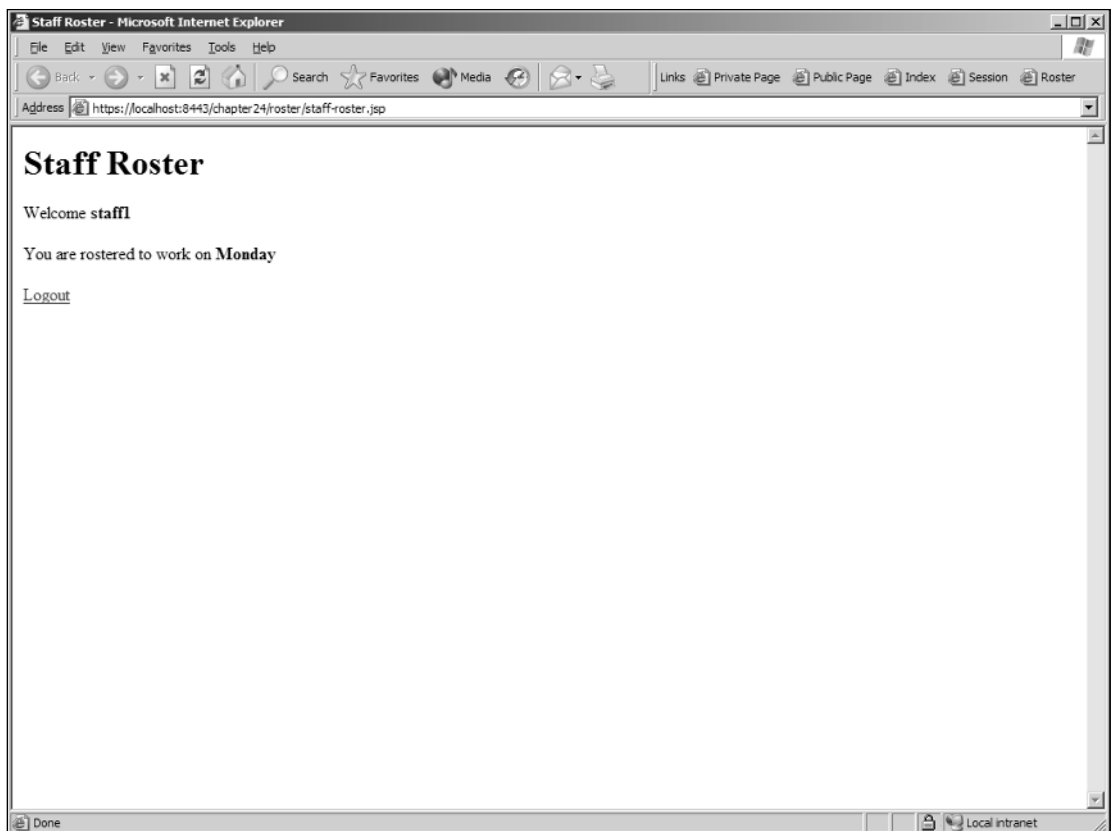 Staff Roster - Microsoft Internet Explorer
File Edit View Favorites Tools Help
Back Search Favorites Media Links Private Page Public Page Index Session Roster
Address https://localhost:8443/chapter24/roster/staff-roster.jsp
Staff Roster
Welcome staff1
You are rostered to work on Monday
Logout
Done Local intranet